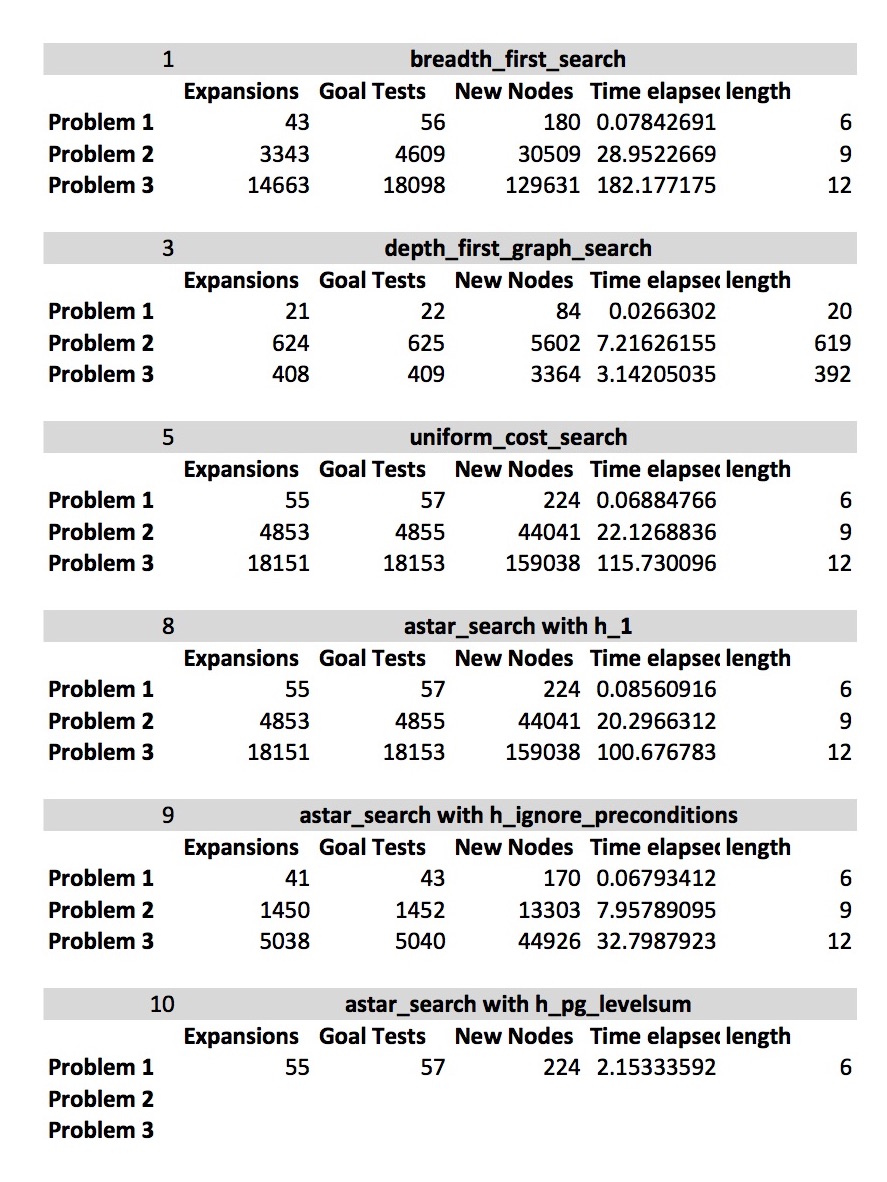 1 breadth_first_search
Expansions Goal Tests New Nodes Time elapsed length
Problem 1 43 56 180 0.07842691 6
Problem 2 3343 4609 30509 28.9522669 9
Problem 3 14663 18098 129631 182.177175 12
3 depth_first_graph_search
Expansions Goal Tests New Nodes Time elapsed length
Problem 1 21 22 84 0.0266302 20
Problem 2 624 625 5602 7.21626155 619
Problem 3 408 409 3364 3.14205035 392
5 uniform_cost_search
Expansions Goal Tests New Nodes Time elapsed length
Problem 1 55 57 224 0.06884766 6
Problem 2 4853 4855 44041 22.1268836 9
Problem 3 18151 18153 159038 115.730096 12
8 astar_search with h_1
Expansions Goal Tests New Nodes Time elapsed length
Problem 1 55 57 224 0.08560916 6
Problem 2 4853 4855 44041 20.2966312 9
Problem 3 18151 18153 159038 100.676783 12
9 astar_search with h_ignore_preconditions
Expansions Goal Tests New Nodes Time elapsed length
Problem 1 41 43 170 0.06793412 6
Problem 2 1450 1452 13303 7.95789095 9
Problem 3 5038 5040 44926 32.7987923 12
10 astar_search with h_pg_levelsum
Expansions Goal Tests New Nodes Time elapsed length
Problem 1 55 57 224 2.15333592 6
Problem 2
Problem 3